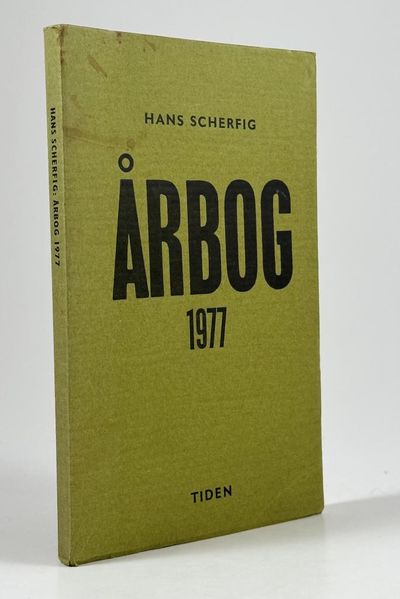 HANS SCHERFIG: ÅRBOG 1977
HANS SCHERFIG
ÅRBOG
1977
TIDEN